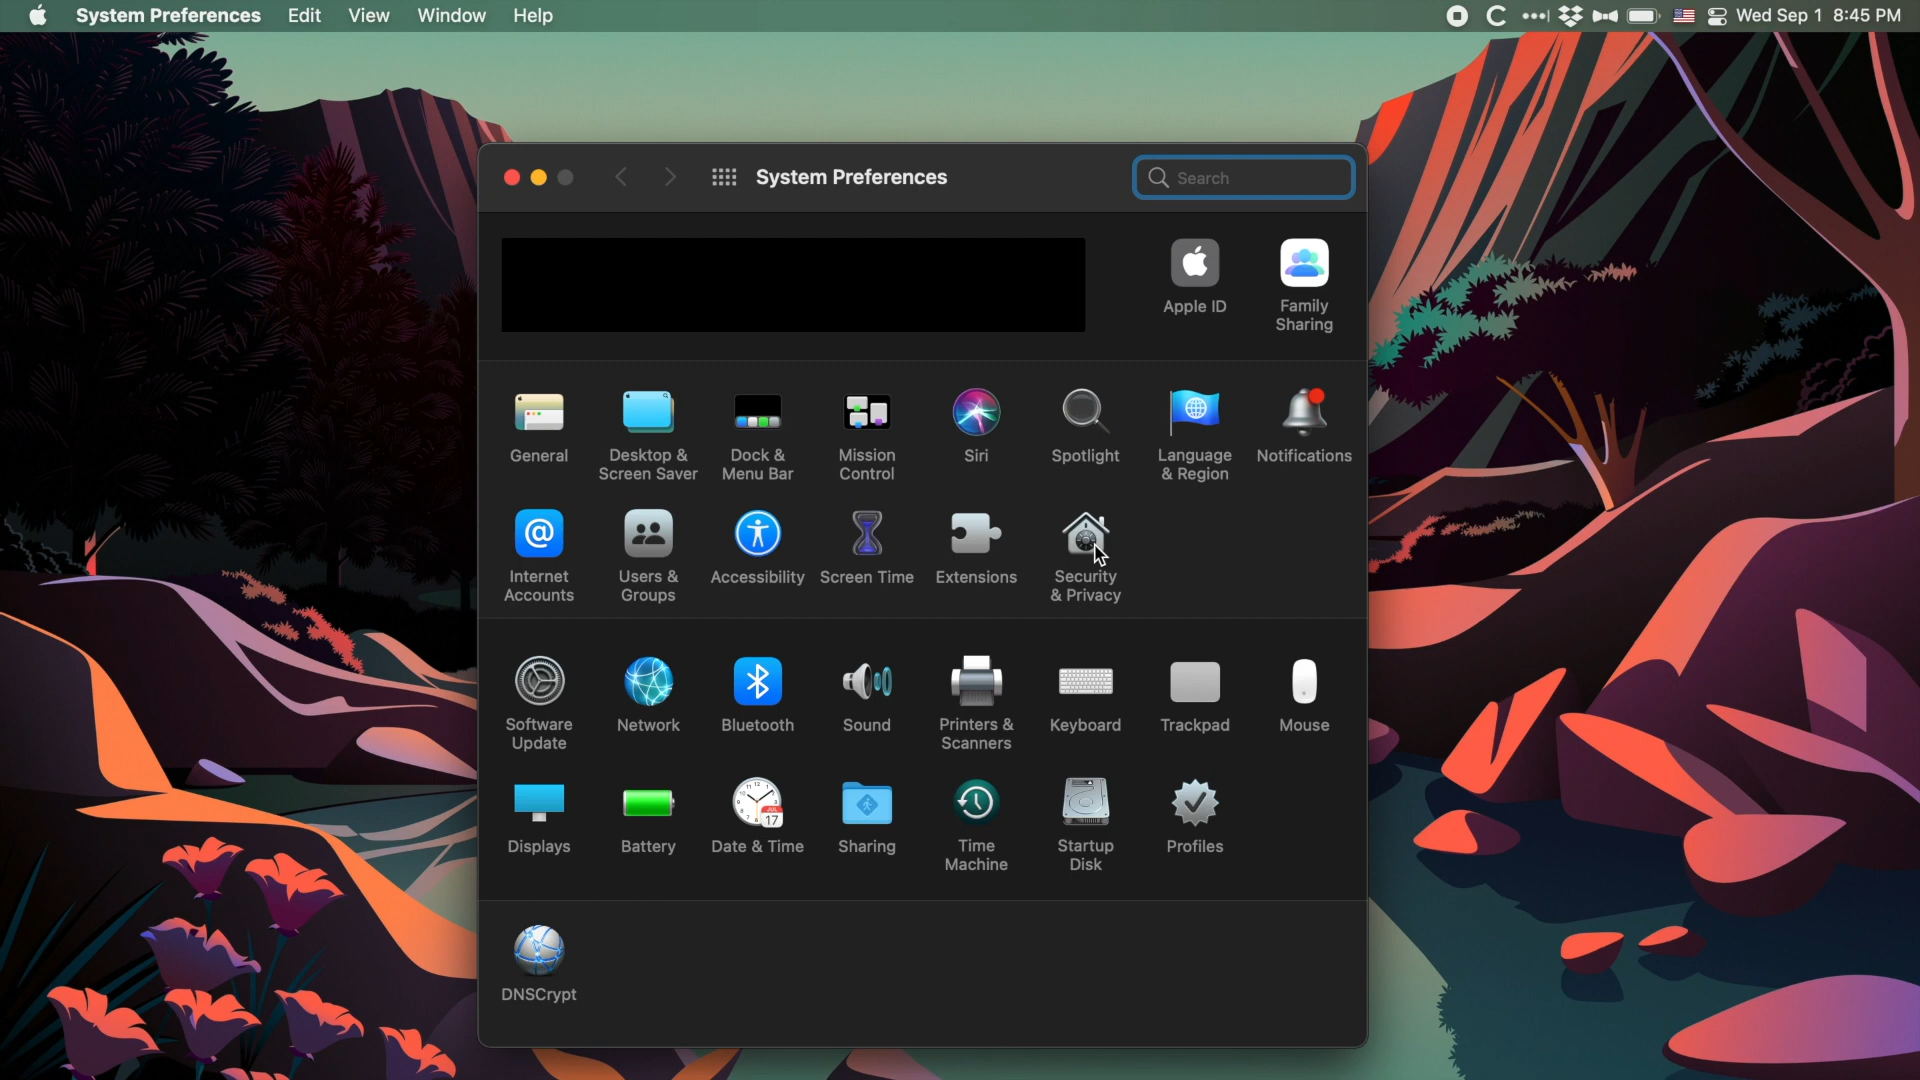 System Preferences Edit View Window Help Wed Sep 1 8:45 PM
System Preferences Search
Apple ID
Family
Sharing
General
Desktop &
Screen Saver
Dock &
Menu Bar
Mission
Control
Siri
Spotlight
Language
& Region
Notifications
Internet
Accounts
Users &
Groups
Accessibility
Screen Time
Extensions
Security
& Privacy
Software
Update
Network
Bluetooth
Sound
Printers &
Scanners
Keyboard
Trackpad
Mouse
Displays
Battery
JUL
17
Date & Time
Sharing
Time
Machine
Startup
Disk
Profiles
DNSCrypt